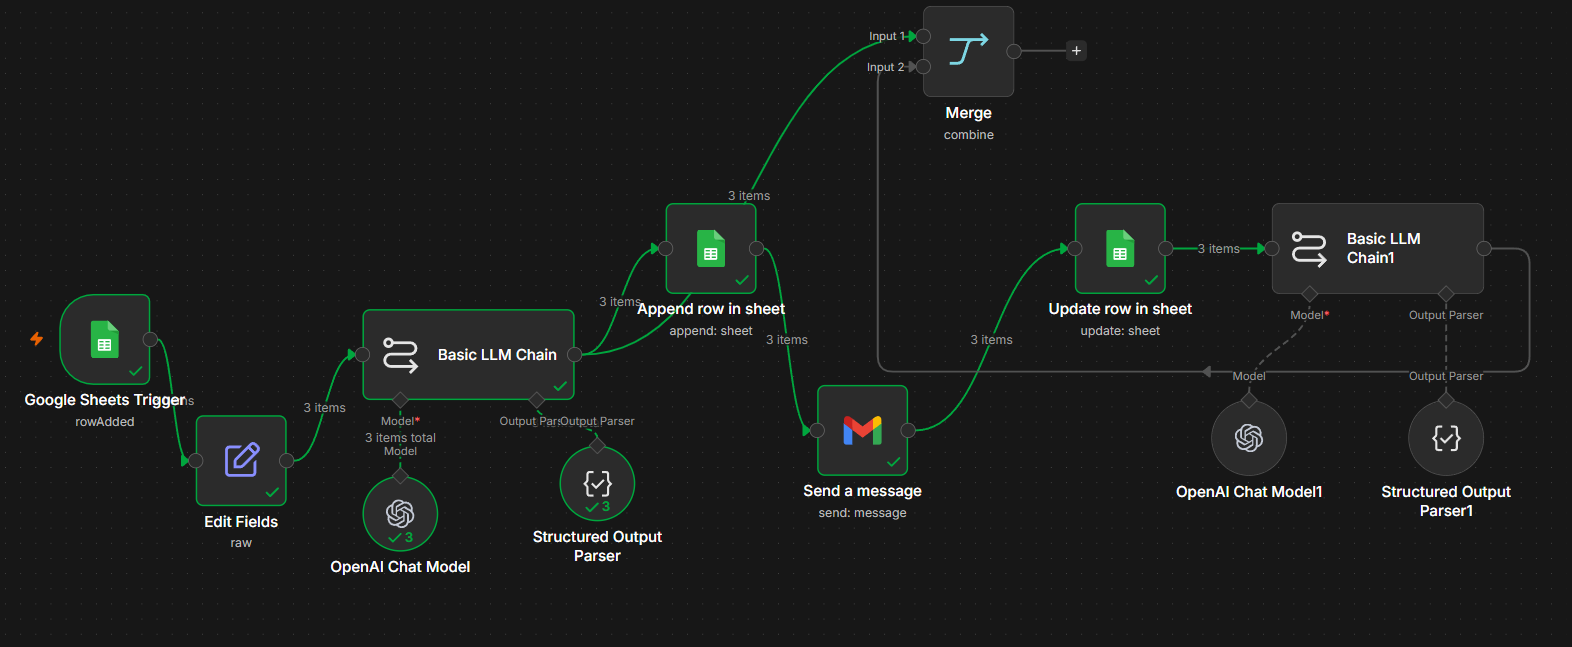 Input 1
Input 2
+
Merge
combine
3 items
Append row in sheet
append: sheet
3 items
3 items
Update row in sheet
update: sheet
3 items
3 items
Basic LLM
Chain1
Model*
Output Parser
Model
Output Parser
OpenAI Chat Model1
Structured Output
Parser1
Google Sheets Trigger
rowAdded
Edit Fields
raw
3 items
Basic LLM Chain
Model*
3 items total
Model
Output Parser
3
OpenAI Chat Model
3
Structured Output
Parser
Send a message
send: message